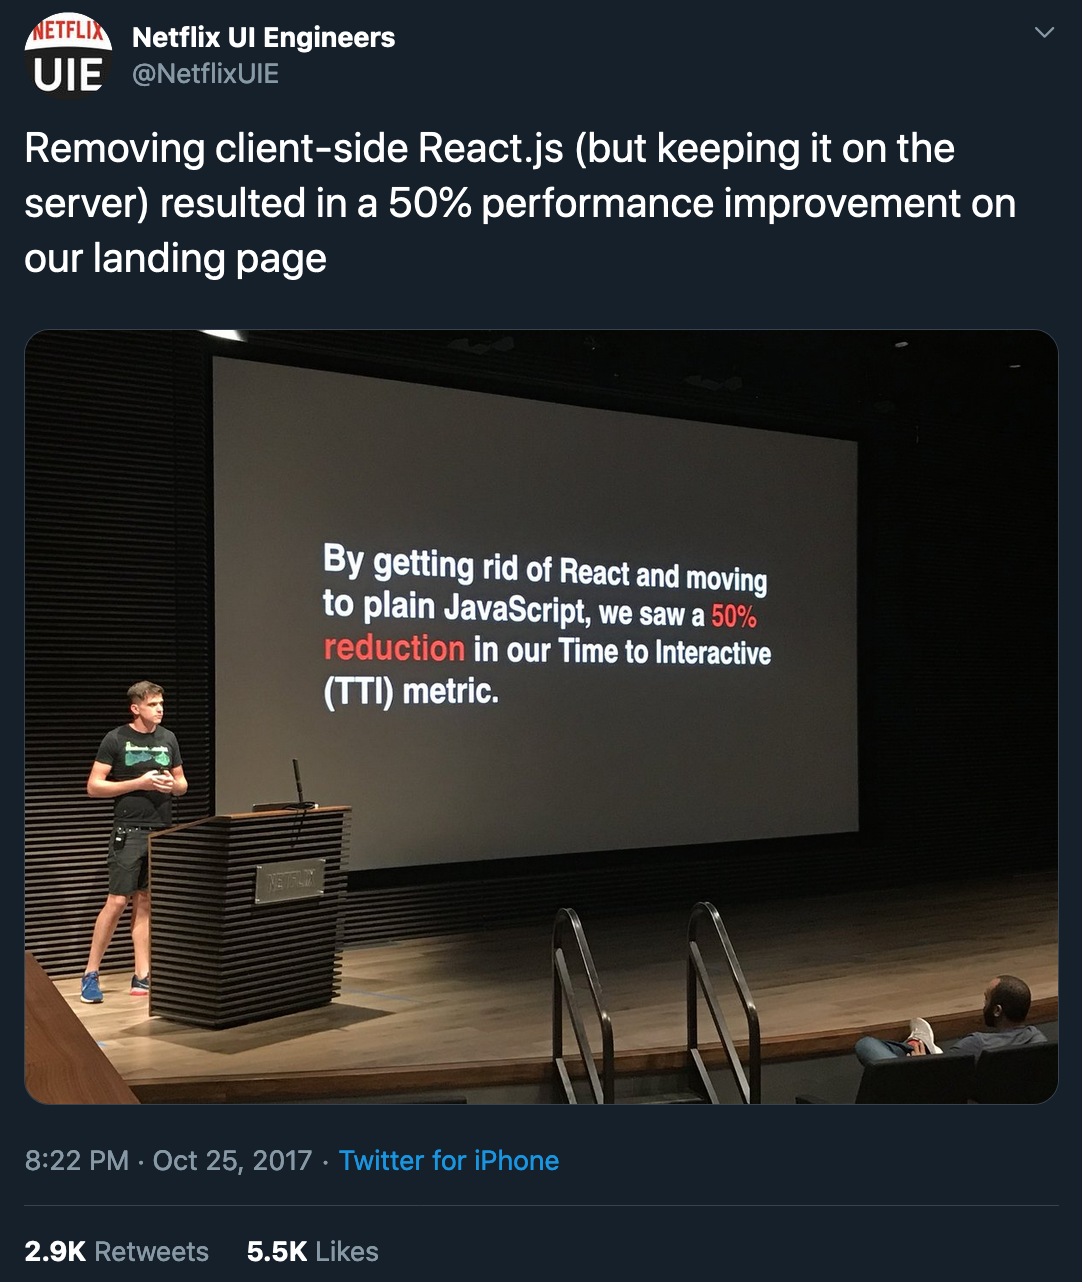 NETFLIX
UIE
Netflix UI Engineers
@NetflixUIE
Removing client-side React.js (but keeping it on the
server) resulted in a 50% performance improvement on
our landing page
By getting rid of React and moving
to plain JavaScript, we saw a 50%
reduction in our Time to Interactive
(TTI) metric.
NETFLIX
8:22 PM · Oct 25, 2017 · Twitter for iPhone
2.9K Retweets 5.5K Likes